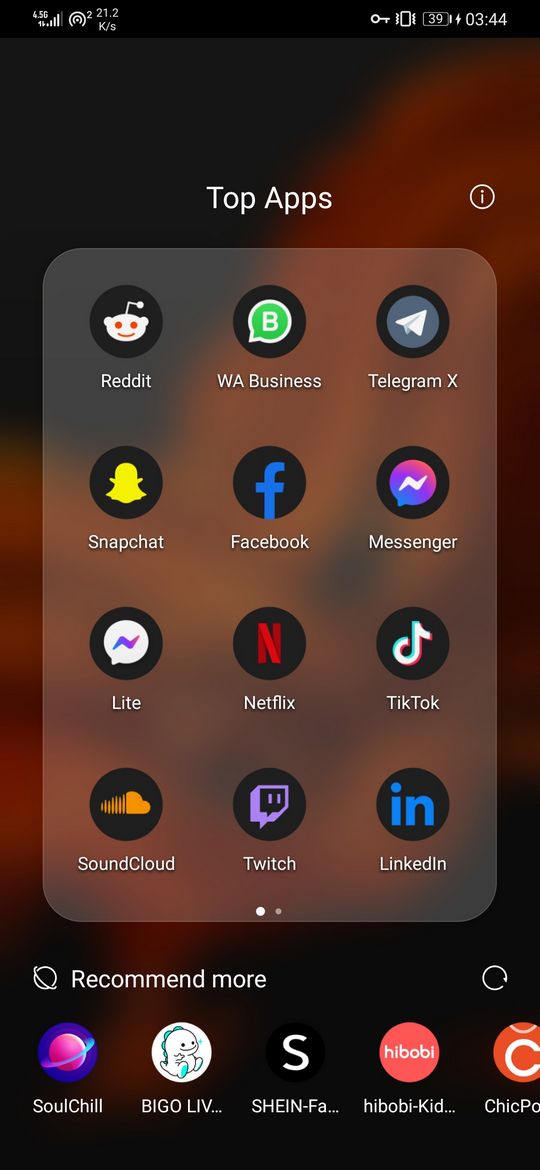 4.5G 2 21.2 K/s 39 03:44
Top Apps
Reddit WA Business Telegram X
Snapchat Facebook Messenger
Lite Netflix TikTok
SoundCloud Twitch LinkedIn
Recommend more
S hibobi
SoulChill BIGO LIV... SHEIN-Fa... hibobi-Kid... ChicPo